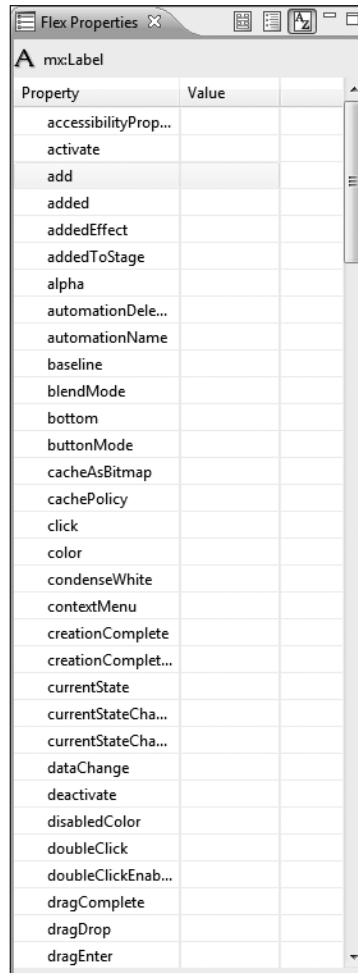 Flex Properties
A Z
A mx:Label
Property Value
accessibilityProp...
activate
add
added
addedEffect
addedToStage
alpha
automationDele...
automationName
baseline
blendMode
bottom
buttonMode
cacheAsBitmap
cachePolicy
click
color
condenseWhite
contextMenu
creationComplete
creationComplet...
currentState
currentStateCha...
currentStateCha...
dataChange
deactivate
disabledColor
doubleClick
doubleClickEnab...
dragComplete
dragDrop
dragEnter